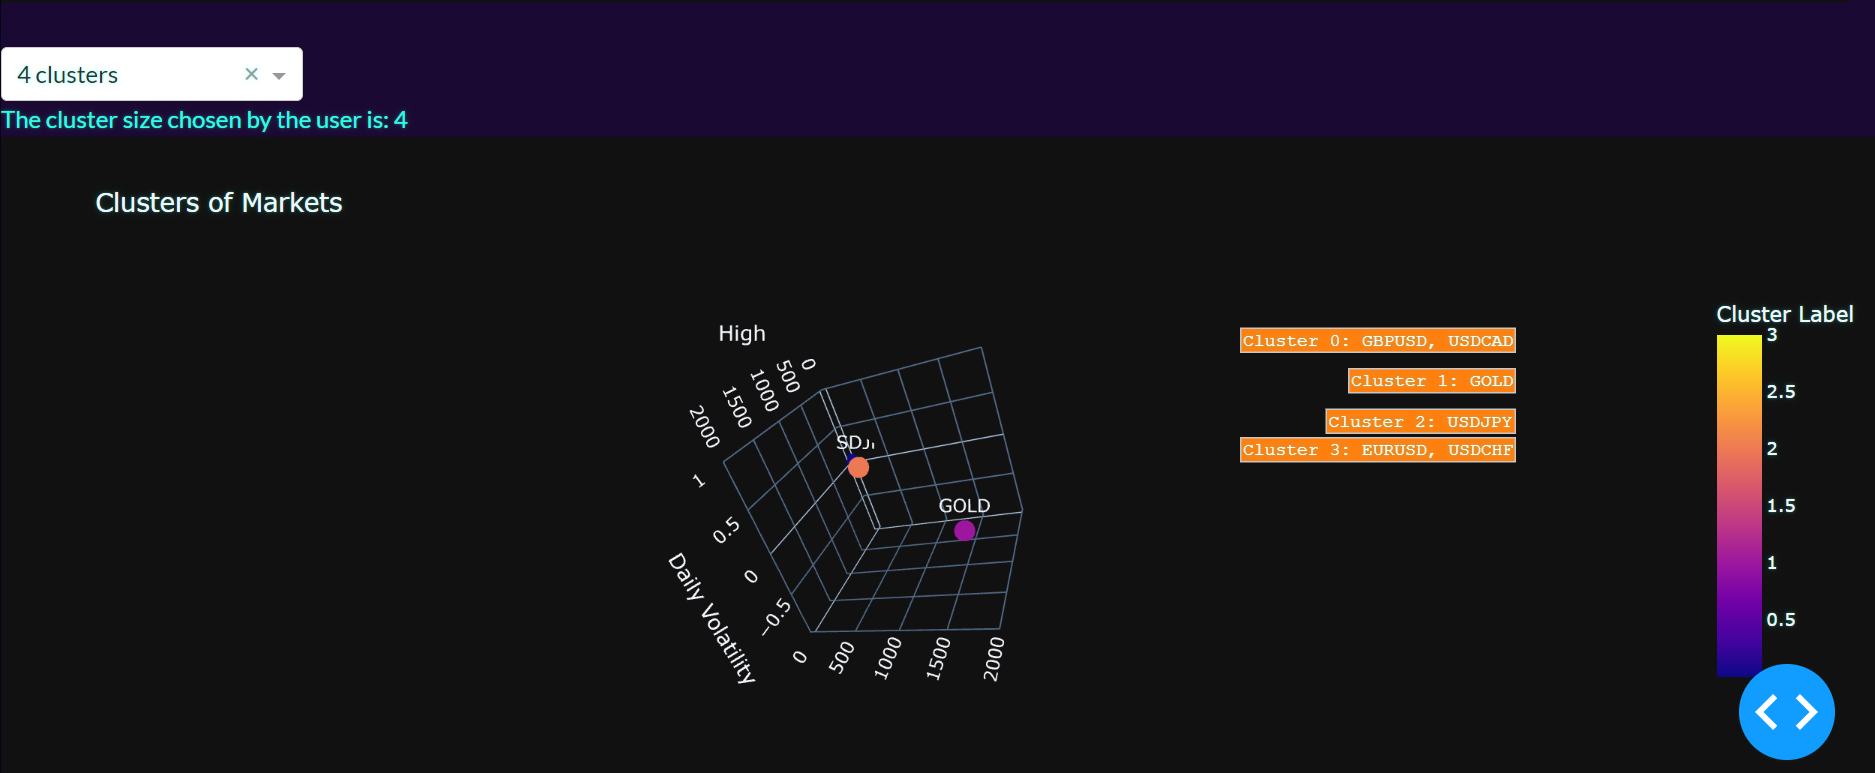 4 clusters
The cluster size chosen by the user is: 4
Clusters of Markets
Cluster Label
High
Cluster 0: GBPUSD, USDCAD
Cluster 1: GOLD
Cluster 2: USDJPY
Cluster 3: EURUSD, USDCHF
3
2.5
2
1.5
1
0.5
0
500
1000
1500
2000
GOLD
1
0.5
0
−0.5
Daily Volatility
0
500
1000
1500
2000